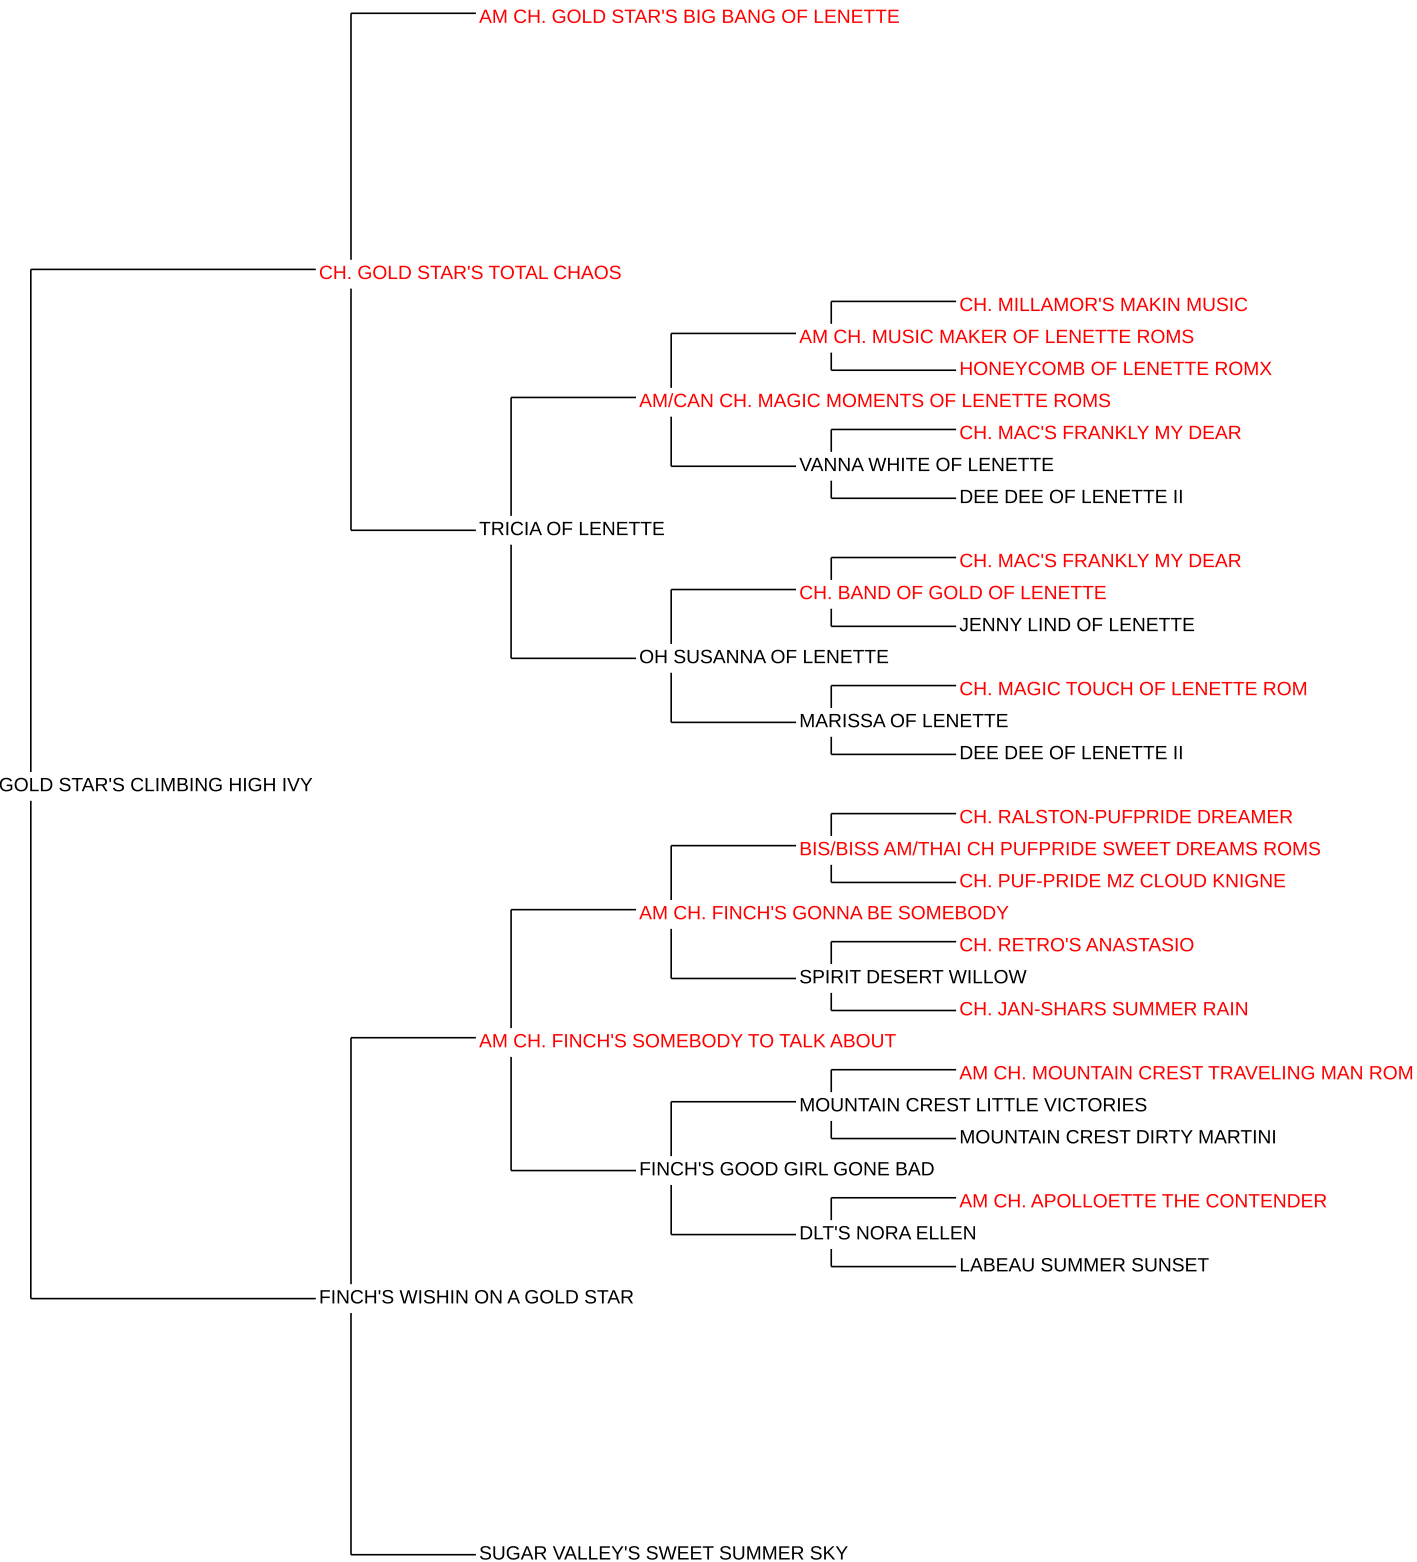 AM CH. GOLD STAR'S BIG BANG OF LENETTE
CH. GOLD STAR'S TOTAL CHAOS
CH. MILLAMOR'S MAKIN MUSIC
AM CH. MUSIC MAKER OF LENETTE ROMS
HONEYCOMB OF LENETTE ROMX
AM/CAN CH. MAGIC MOMENTS OF LENETTE ROMS
CH. MAC'S FRANKLY MY DEAR
VANNA WHITE OF LENETTE
DEE DEE OF LENETTE II
TRICIA OF LENETTE
CH. MAC'S FRANKLY MY DEAR
CH. BAND OF GOLD OF LENETTE
JENNY LIND OF LENETTE
OH SUSANNA OF LENETTE
CH. MAGIC TOUCH OF LENETTE ROM
MARISSA OF LENETTE
DEE DEE OF LENETTE II
GOLD STAR'S CLIMBING HIGH IVY
CH. RALSTON-PUFPRIDE DREAMER
BIS/BISS AM/THAI CH PUFPRIDE SWEET DREAMS ROMS
CH. PUF-PRIDE MZ CLOUD KNIGNE
AM CH. FINCH'S GONNA BE SOMEBODY
CH. RETRO'S ANASTASIO
SPIRIT DESERT WILLOW
CH. JAN-SHARS SUMMER RAIN
AM CH. FINCH'S SOMEBODY TO TALK ABOUT
AM CH. MOUNTAIN CREST TRAVELING MAN ROM
MOUNTAIN CREST LITTLE VICTORIES
MOUNTAIN CREST DIRTY MARTINI
FINCH'S GOOD GIRL GONE BAD
AM CH. APOLLOETTE THE CONTENDER
DLT'S NORA ELLEN
LABEAU SUMMER SUNSET
FINCH'S WISHIN ON A GOLD STAR
SUGAR VALLEY'S SWEET SUMMER SKY